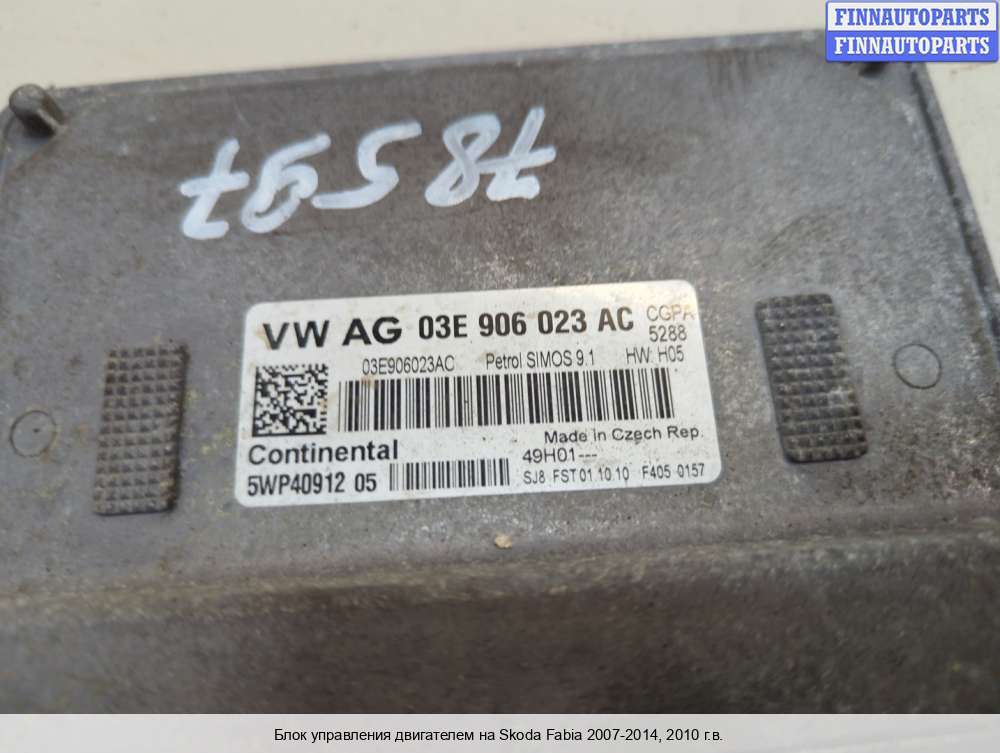 FINNAUTOPARTS
FINNAUTOPARTS
78597
VW AG 03E 906 023 AC CGPA
5288
03E906023AC Petrol SIMOS 9.1 HW: H05
Continental Made in Czech Rep.
49H01---
5WP40912 05 SJ8 FST 01.10.10 F405 0157
Блок управления двигателем на Skoda Fabia 2007-2014, 2010 г.в.